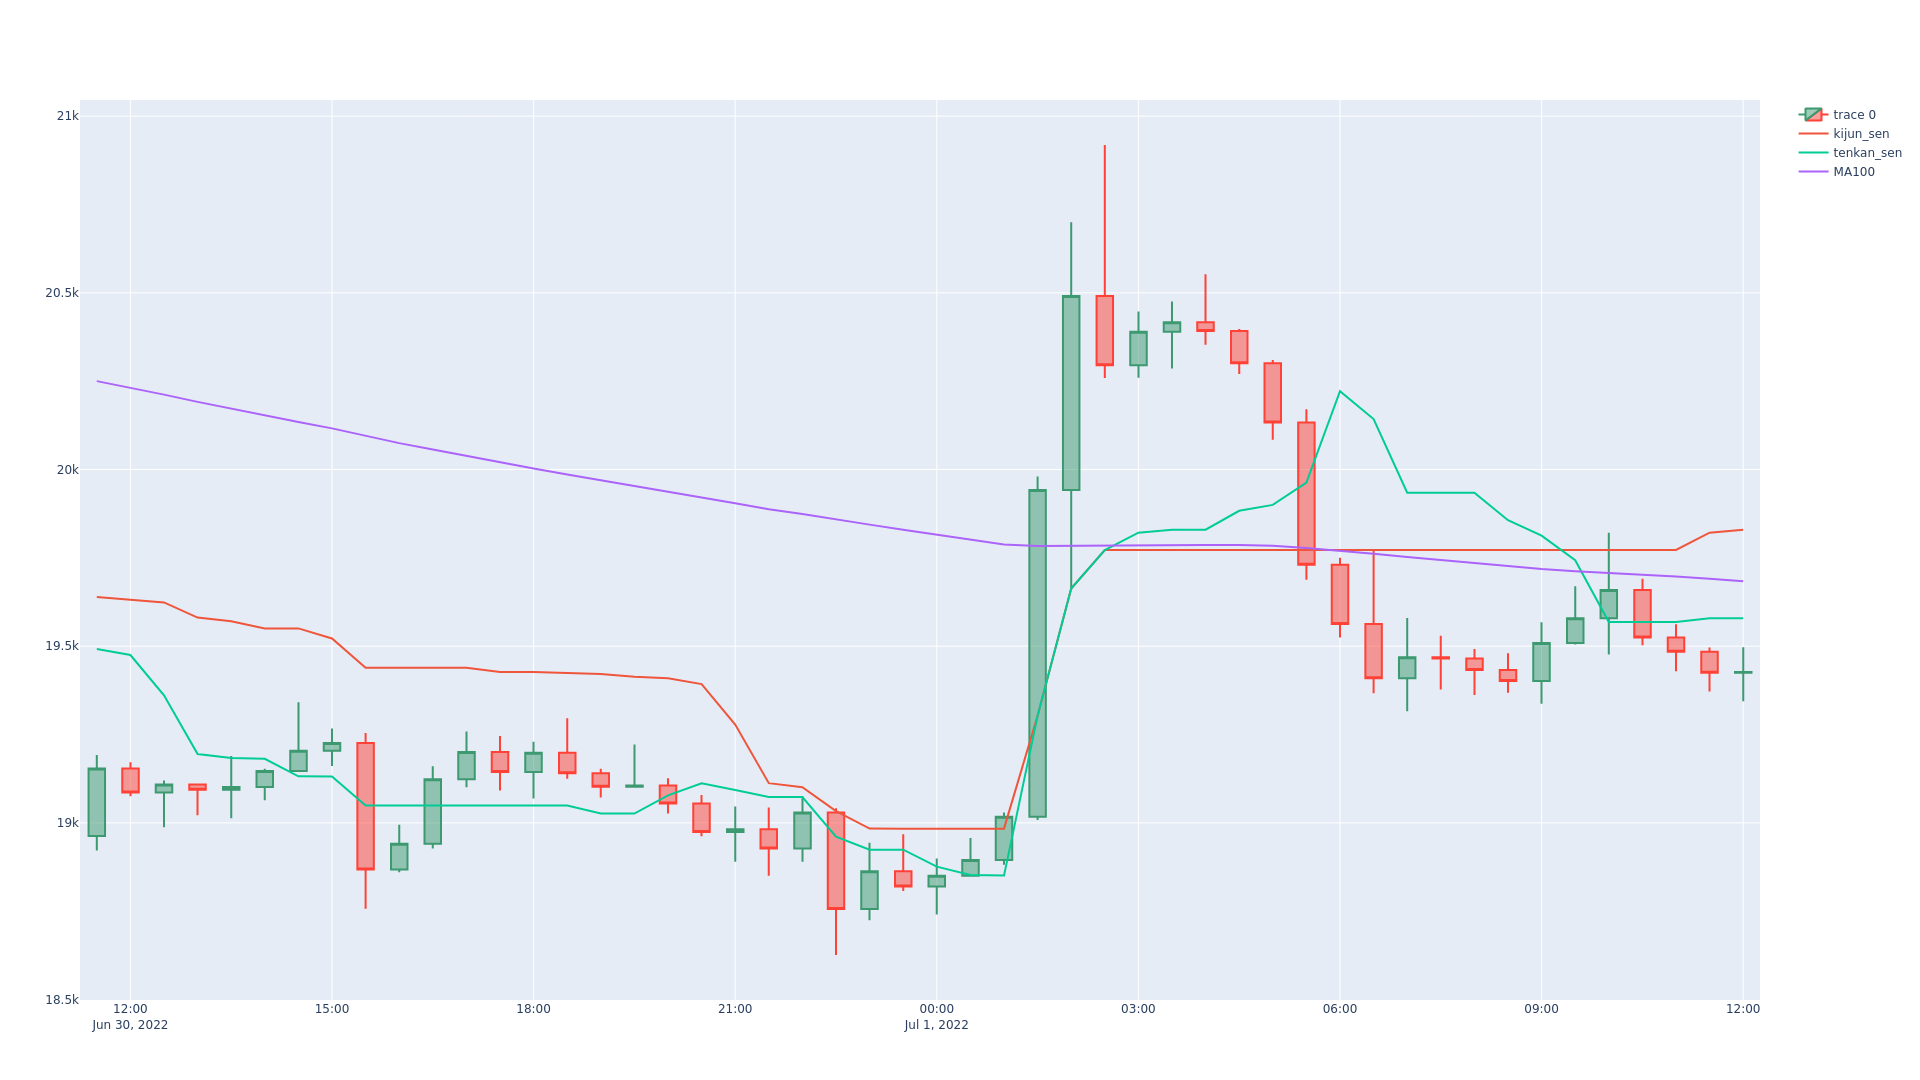 21k
20.5k
20k
19.5k
19k
18.5k
12:00 15:00 18:00 21:00 00:00 03:00 06:00 09:00 12:00
Jun 30, 2022 Jul 1, 2022
trace 0
kijun_sen
tenkan_sen
MA100